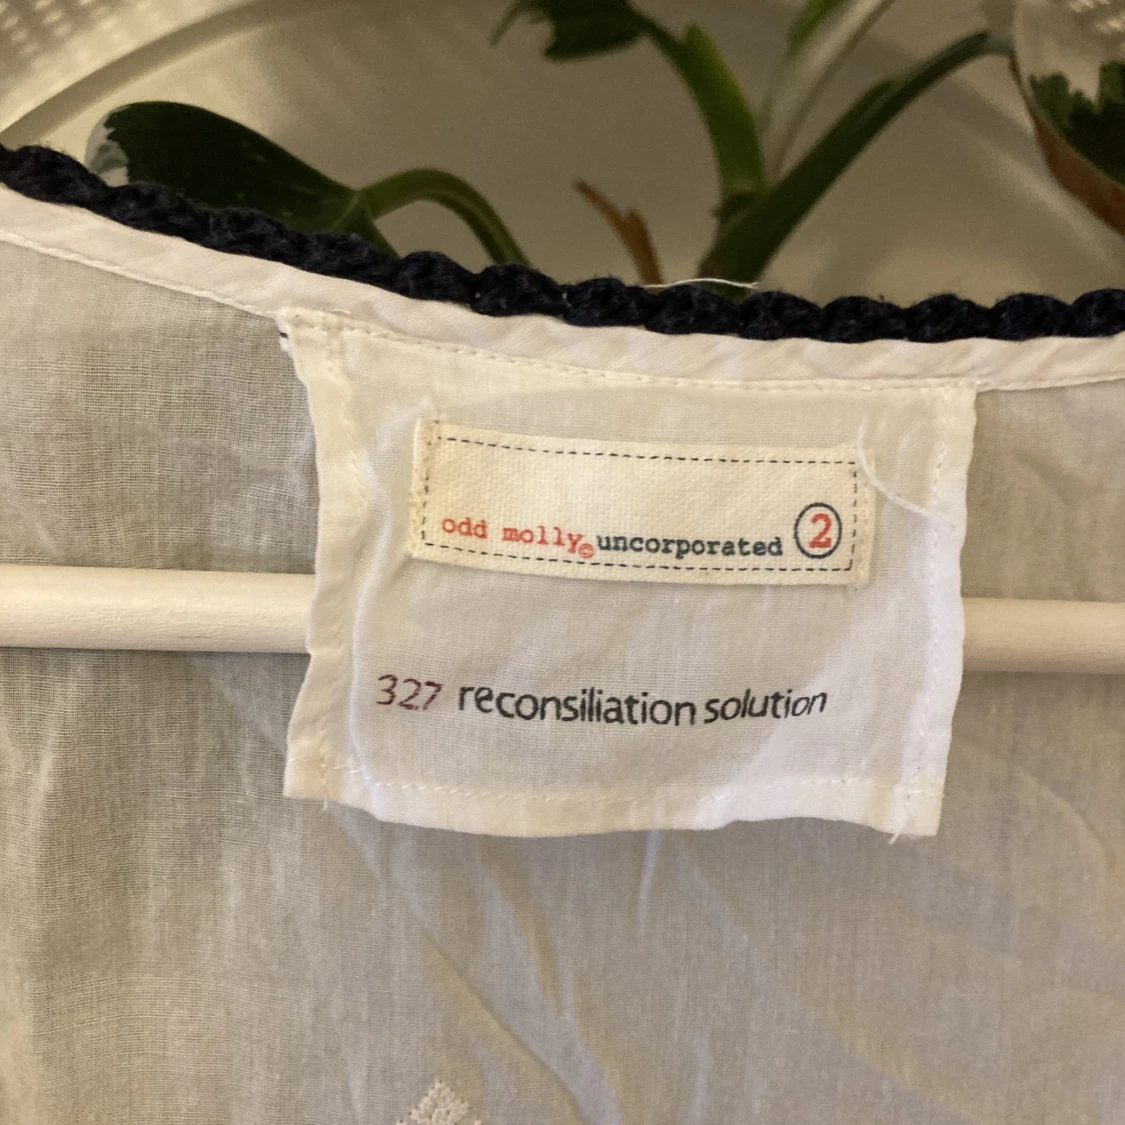 odd molly©uncorporated 2
327 reconsiliation solution